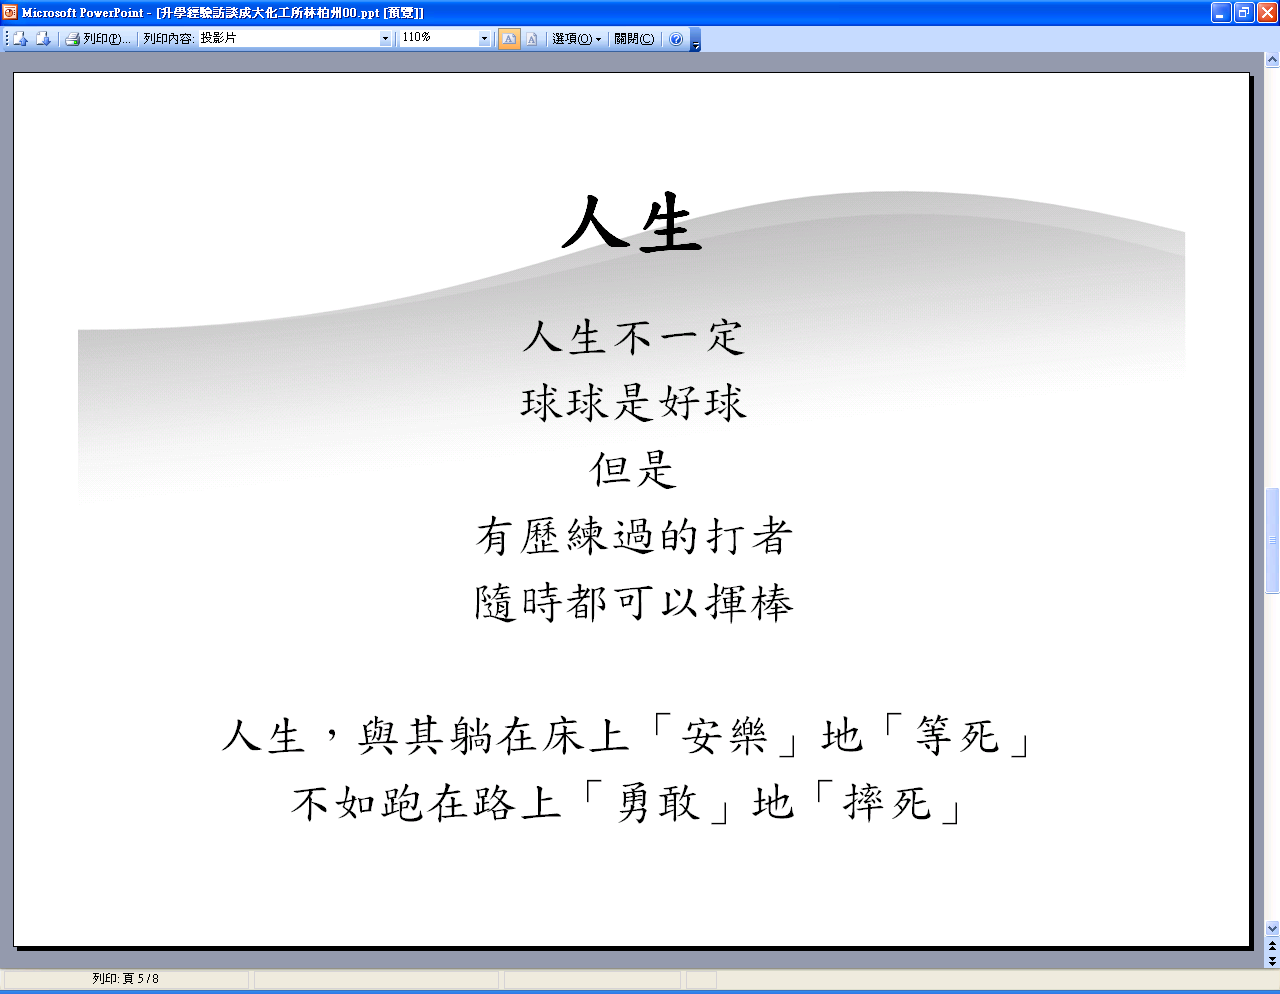 Microsoft PowerPoint - [升學經驗訪談成大化工所林柏州00.ppt [預覽]]
列印(P)... 列印內容: 投影片 110% 選項(O) 關閉(C)
人生
人生不一定
球球是好球
但是
有歷練過的打者
隨時都可以揮棒
人生，與其躺在床上「安樂」地「等死」
不如跑在路上「勇敢」地「摔死」
列印: 頁 5 / 8